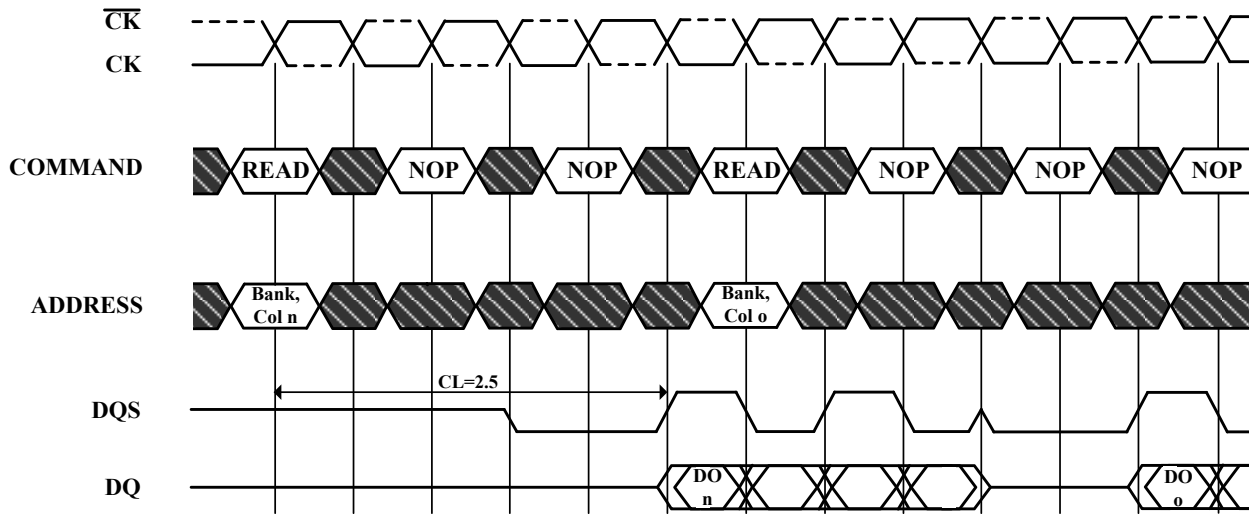 CK
CK
COMMAND READ NOP NOP READ NOP NOP NOP
ADDRESS Bank, Col n Bank, Col o
CL=2.5
DQS
DQ DO n DO o